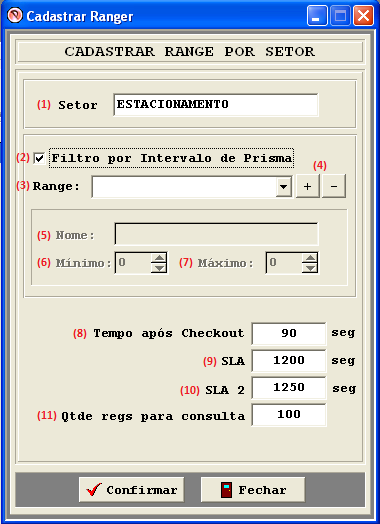 Cadastrar Ranger
CADASTRAR RANGE POR SETOR
(1) Setor ESTACIONAMENTO
(2) Filtro por Intervalo de Prisma
(4)
(3) Range: + -
(5) Nome:
(6) Mínimo: 0 (7) Máximo: 0
(8) Tempo após Checkout 90 seg
(9) SLA 1200 seg
(10) SLA 2 1250 seg
(11) Qtde regs para consulta 100
Confirmar Fechar